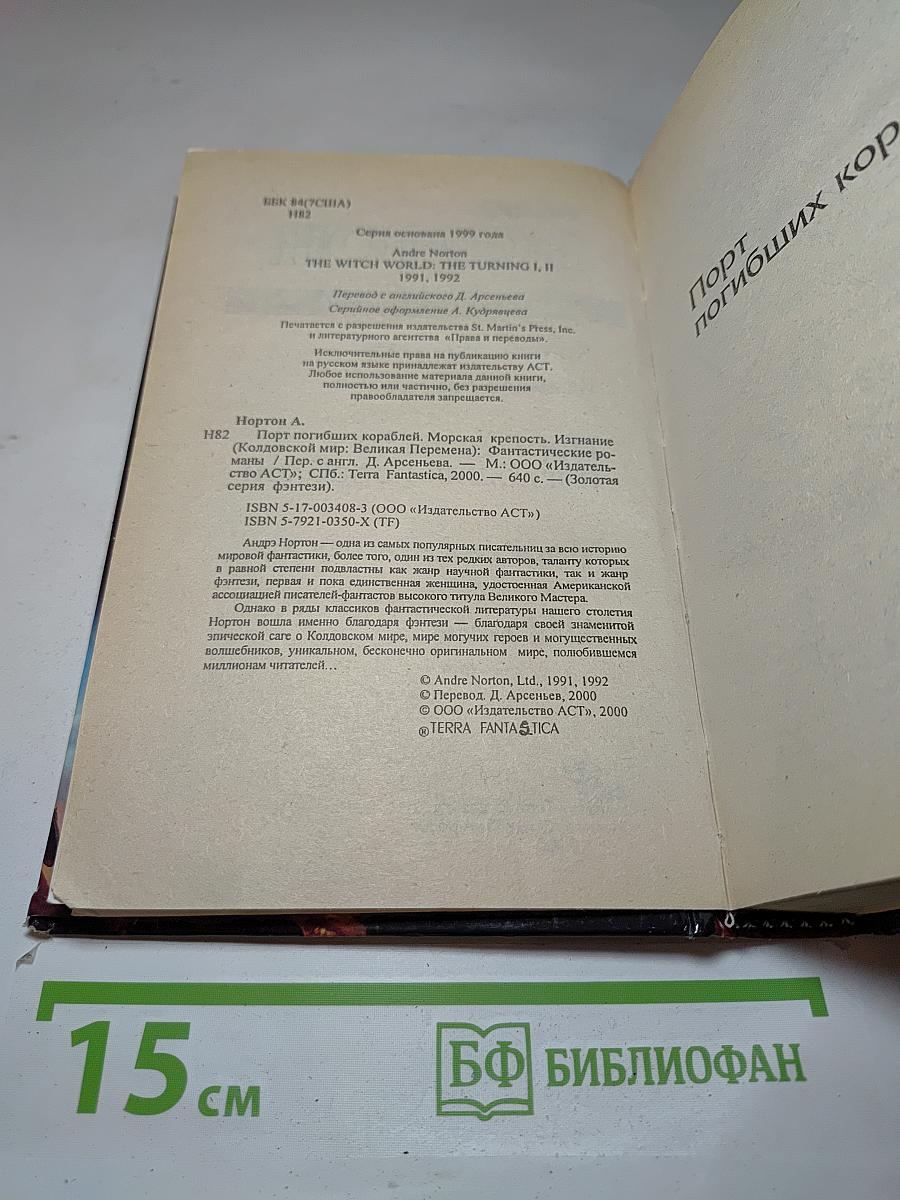 ББК 84(7США)
Н82
Серия основана 1999 года
Andre Norton
THE WITCH WORLD: THE TURNING I, II
1991, 1992
Перевод с английского Д. Арсеньева
Серийное оформление А. Кудрявцева
Печатается с разрешения издательства St. Martin's Press, Inc.
и литературного агентства «Права и переводы».
Исключительные права на публикацию книги
на русском языке принадлежат издательству АСТ.
Любое использование материала данной книги,
полностью или частично, без разрешения
правообладателя запрещается.
Нортон А.
Н82 Порт погибших кораблей. Морская крепость. Изгнание
(Колдовской мир: Великая Перемена): Фантастические ро-
маны / Пер. с англ. Д. Арсеньева. — М.: ООО «Издатель-
ство АСТ»; СПб.: Terra Fantastica, 2000. — 640 с. — (Золотая
серия фэнтези).
ISBN 5-17-003408-3 (ООО «Издательство АСТ»)
ISBN 5-7921-0350-X (TF)
Андрэ Нортон — одна из самых популярных писательниц за всю историю
мировой фантастики, более того, один из тех редких авторов, таланту которых
в равной степени подвластны как жанр научной фантастики, так и жанр
фэнтези, первая и пока единственная женщина, удостоенная Американской
ассоциацией писателей-фантастов высокого титула Великого Мастера.
Однако в ряды классиков фантастической литературы нашего столетия
Нортон вошла именно благодаря фэнтези — благодаря своей знаменитой
эпической саге о Колдовском мире, мире могучих героев и могущественных
волшебников, уникальном, бесконечно оригинальном мире, полюбившемся
миллионам читателей...
© Andre Norton, Ltd., 1991, 1992
© Перевод. Д. Арсеньев, 2000
© ООО «Издательство АСТ», 2000
® TERRA FANTASTICA
Порт
погибших кор
15 см
БФ БИБЛИОФАН